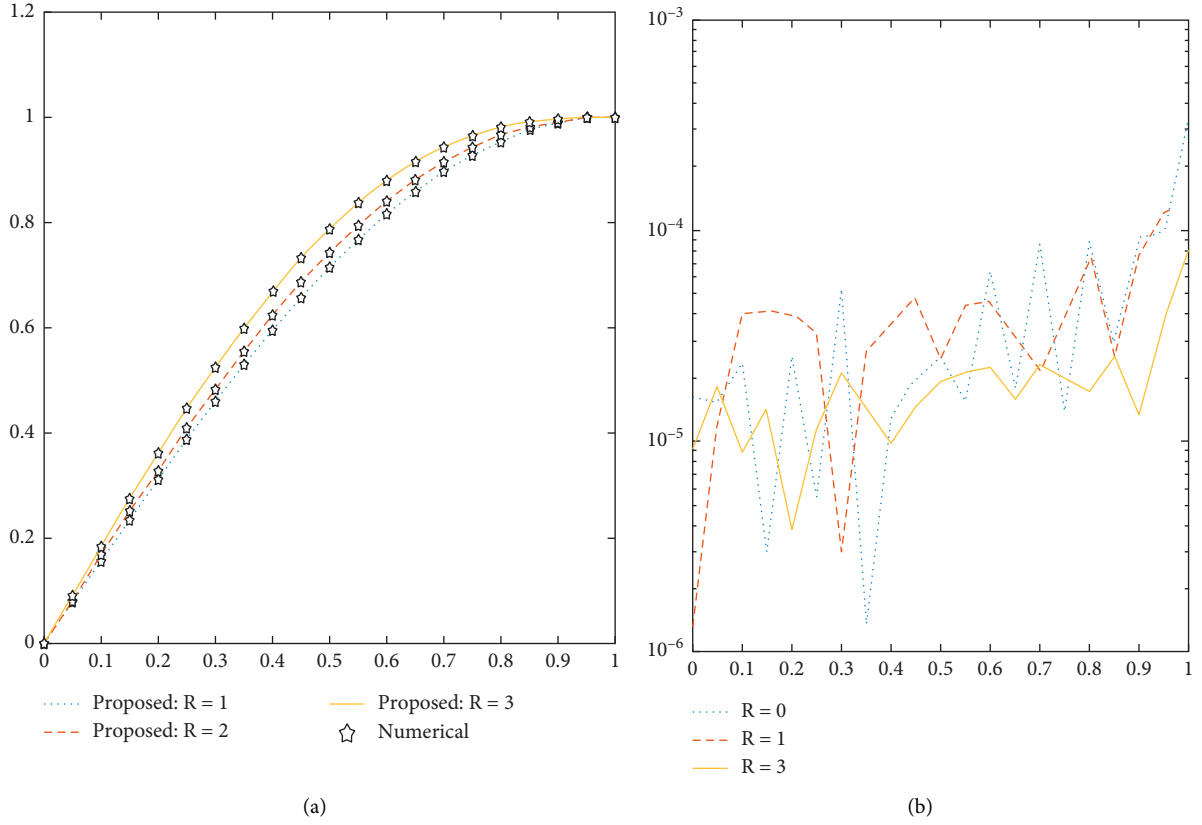 1.2
1
0.8
0.6
0.4
0.2
0
0 0.1 0.2 0.3 0.4 0.5 0.6 0.7 0.8 0.9 1
Proposed: R = 1
Proposed: R = 2
Proposed: R = 3
Numerical
(a)
10⁻³
10⁻⁴
10⁻⁵
10⁻⁶
0 0.1 0.2 0.3 0.4 0.5 0.6 0.7 0.8 0.9 1
R = 0
R = 1
R = 3
(b)